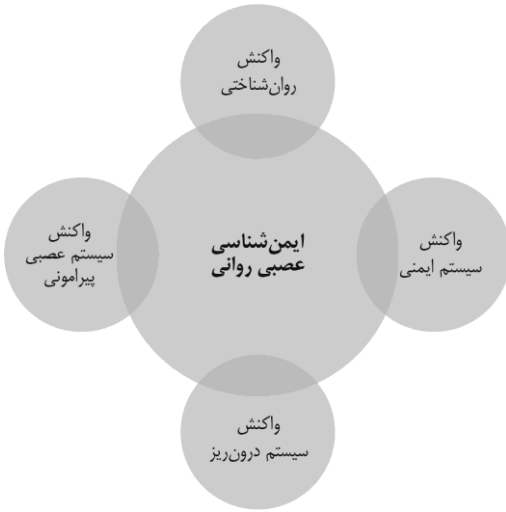 واکنش
روان‌شناختی
ایمن‌شناسی
عصبی روانی
واکنش
سیستم ایمنی
واکنش
سیستم عصبی
پیرامونی
واکنش
سیستم درون‌ریز